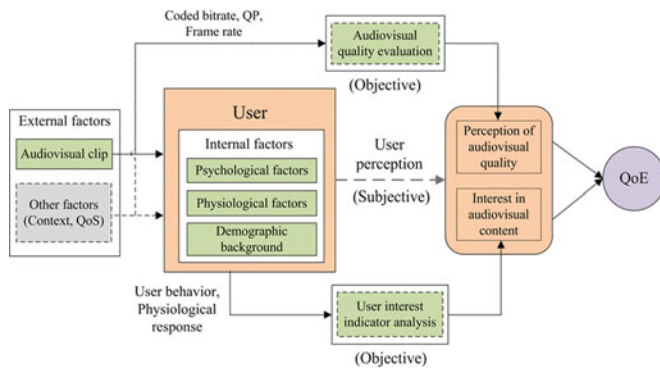 Coded bitrate, QP,
Frame rate
Audiovisual
quality evaluation
(Objective)
External factors
Audiovisual clip
Other factors
(Context, QoS)
User
Internal factors
Psychological factors
Physiological factors
Demographic
background
User
perception
(Subjective)
Perception of
audiovisual
quality
Interest in
audiovisual
content
QoE
User behavior,
Physiological
response
User interest
indicator analysis
(Objective)